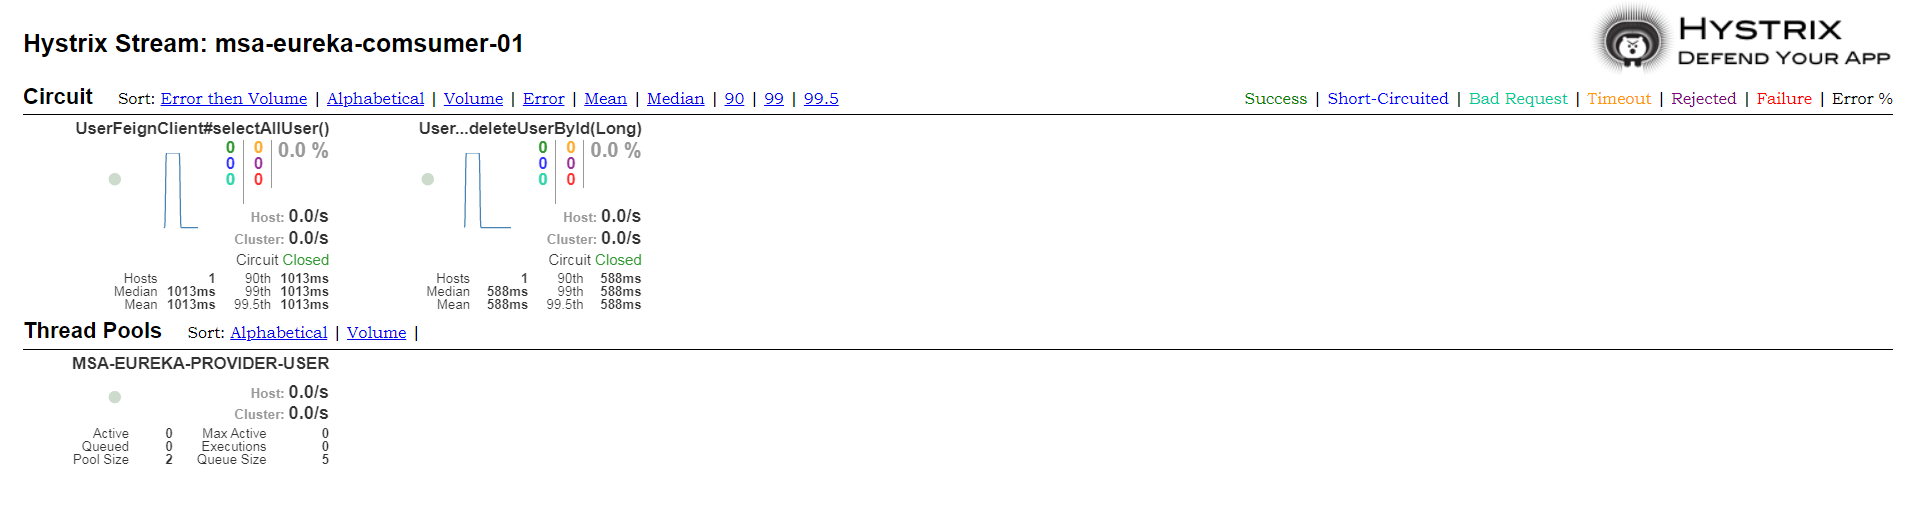 Hystrix Stream: msa-eureka-comsumer-01
HYSTRIX
DEFEND YOUR APP
Circuit Sort: Error then Volume | Alphabetical | Volume | Error | Mean | Median | 90 | 99 | 99.5
Success | Short-Circuited | Bad Request | Timeout | Rejected | Failure | Error %
UserFeignClient#selectAllUser()
0 0 0.0 %
0 0
0 0
Host: 0.0/s
Cluster: 0.0/s
Circuit Closed
Hosts 1 90th 1013ms
Median 1013ms 99th 1013ms
Mean 1013ms 99.5th 1013ms
User...deleteUserById(Long)
0 0 0.0 %
0 0
0 0
Host: 0.0/s
Cluster: 0.0/s
Circuit Closed
Hosts 1 90th 588ms
Median 588ms 99th 588ms
Mean 588ms 99.5th 588ms
Thread Pools Sort: Alphabetical | Volume |
MSA-EUREKA-PROVIDER-USER
Host: 0.0/s
Cluster: 0.0/s
Active 0 Max Active 0
Queued 0 Executions 0
Pool Size 2 Queue Size 5